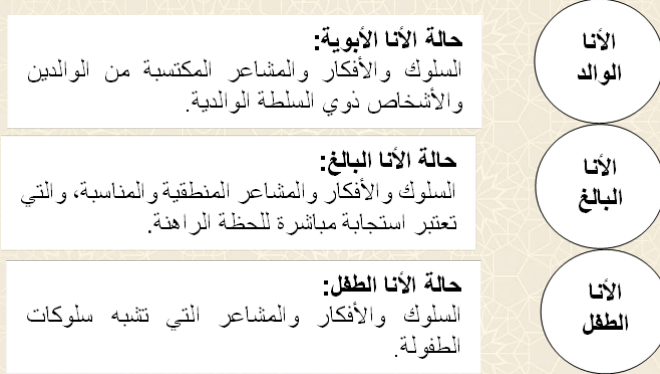 الأنا
الوالد
حالة الأنا الأبوية:
السلوك والأفكار والمشاعر المكتسبة من الوالدين
والأشخاص ذوي السلطة الوالدية.
الأنا
البالغ
حالة الأنا البالغ:
السلوك والأفكار والمشاعر المنطقية والمناسبة، والتي
تعتبر استجابة مباشرة للحظة الراهنة.
الأنا
الطفل
حالة الأنا الطفل:
السلوك والأفكار والمشاعر التي تشبه سلوكات
الطفولة.